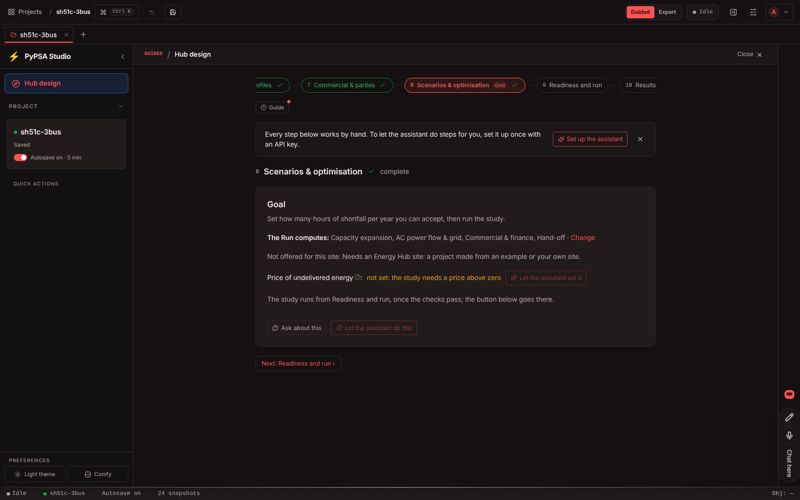 Projects / sh51c-3bus ⌘ Ctrl K
Guided Expert Idle A
sh51c-3bus × +
PyPSA Studio
GUIDED / Hub design Close ×
Hub design
PROJECT
sh51c-3bus
Saved
Autosave on · 5 min
QUICK ACTIONS
ofiles ✓ 7 Commercial & parties ✓ 8 Scenarios & optimisation Grid ✓ 9 Readiness and run 10 Results
Guide
Every step below works by hand. To let the assistant do steps for you, set it up once with
an API key.
Set up the assistant
8 Scenarios & optimisation ✓ complete
Goal
Set how many hours of shortfall per year you can accept, then run the study.
The Run computes: Capacity expansion, AC power flow & grid, Commercial & finance, Hand-off · Change
Not offered for this site: Needs an Energy Hub site: a project made from an example or your own site.
Price of undelivered energy : not set: the study needs a price above zero Let the assistant set it
The study runs from Readiness and run, once the checks pass; the button below goes there.
Ask about this Let the assistant do this
Next: Readiness and run ›
Chat here
PREFERENCES
Light theme Comfy
Idle sh51c-3bus Autosave on 24 snapshots Obj: —